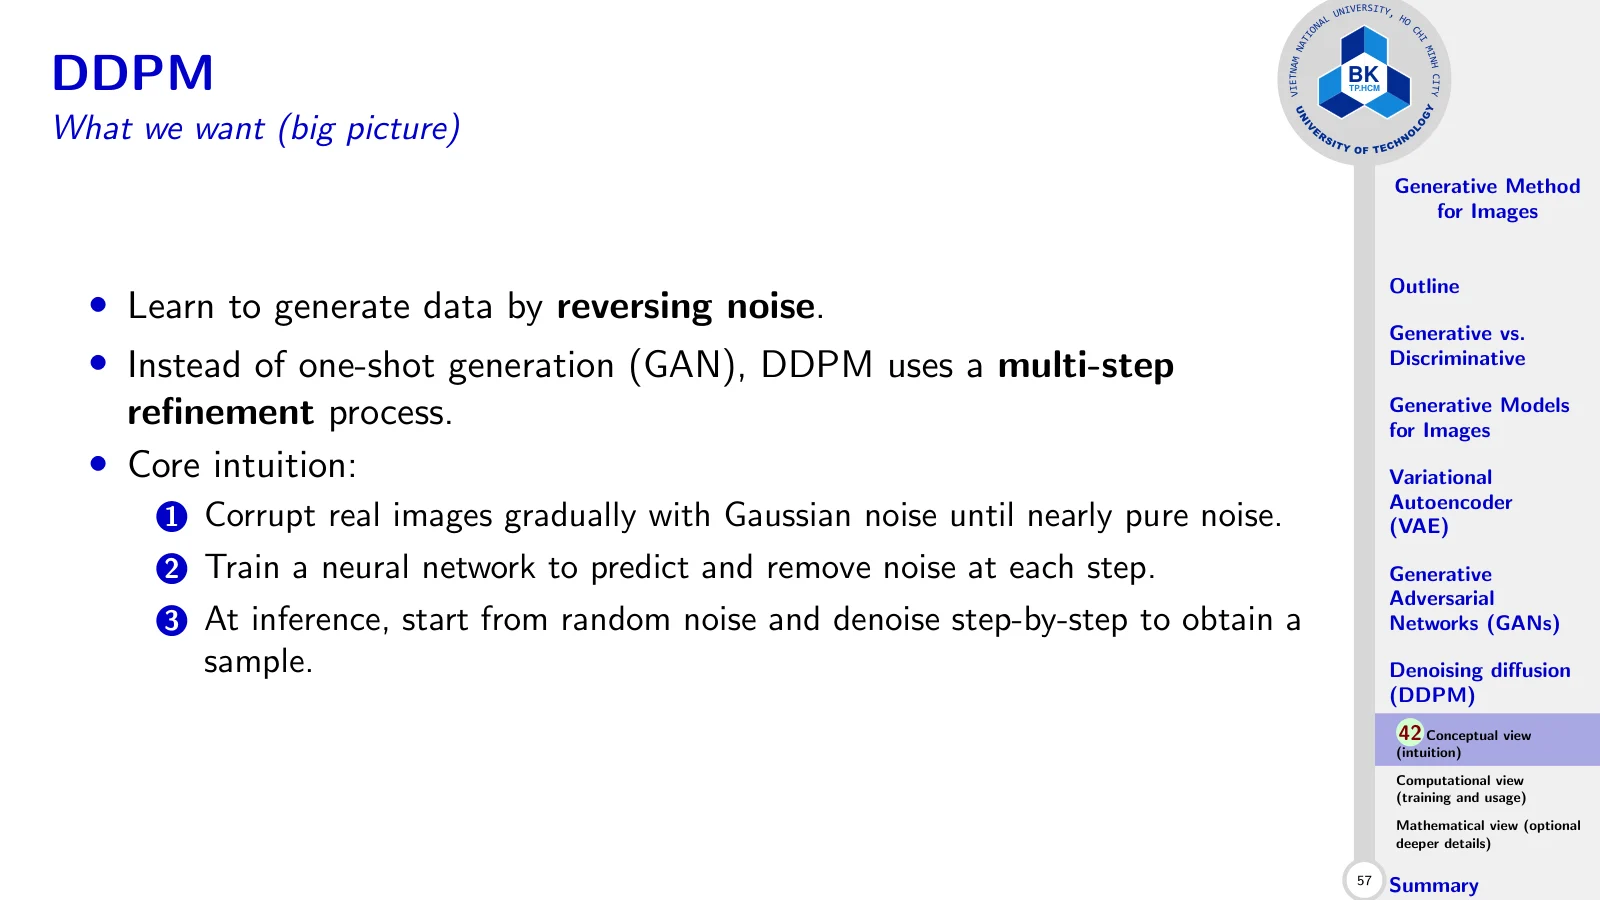 DDPM
What we want (big picture)
• Learn to generate data by reversing noise.
• Instead of one-shot generation (GAN), DDPM uses a multi-step
refinement process.
• Core intuition:
1 Corrupt real images gradually with Gaussian noise until nearly pure noise.
2 Train a neural network to predict and remove noise at each step.
3 At inference, start from random noise and denoise step-by-step to obtain a
sample.
VIETNAM NATIONAL UNIVERSITY, HO CHI MINH CITY
BK
TP.HCM
UNIVERSITY OF TECHNOLOGY
Generative Method
for Images
Outline
Generative vs.
Discriminative
Generative Models
for Images
Variational
Autoencoder
(VAE)
Generative
Adversarial
Networks (GANs)
Denoising diffusion
(DDPM)
42 Conceptual view
(intuition)
Computational view
(training and usage)
Mathematical view (optional
deeper details)
Summary
57